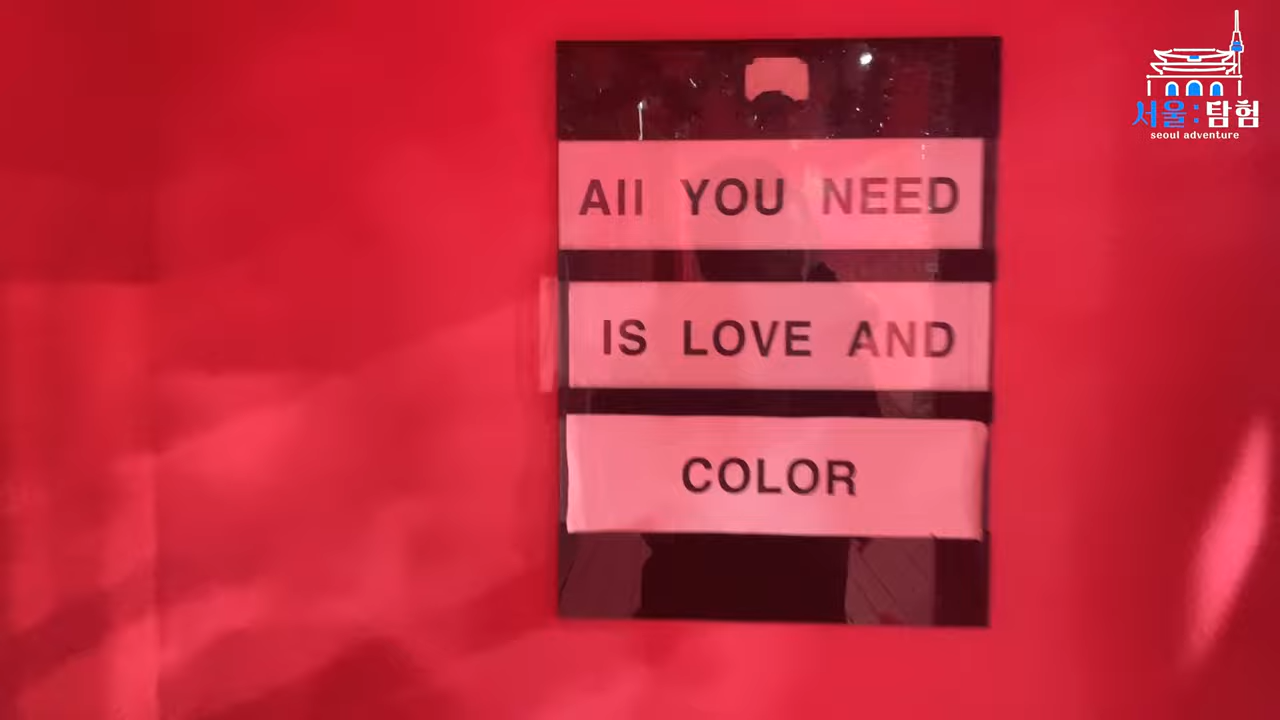 All YOU NEED
IS LOVE AND
COLOR
서울:탐험
seoul adventure